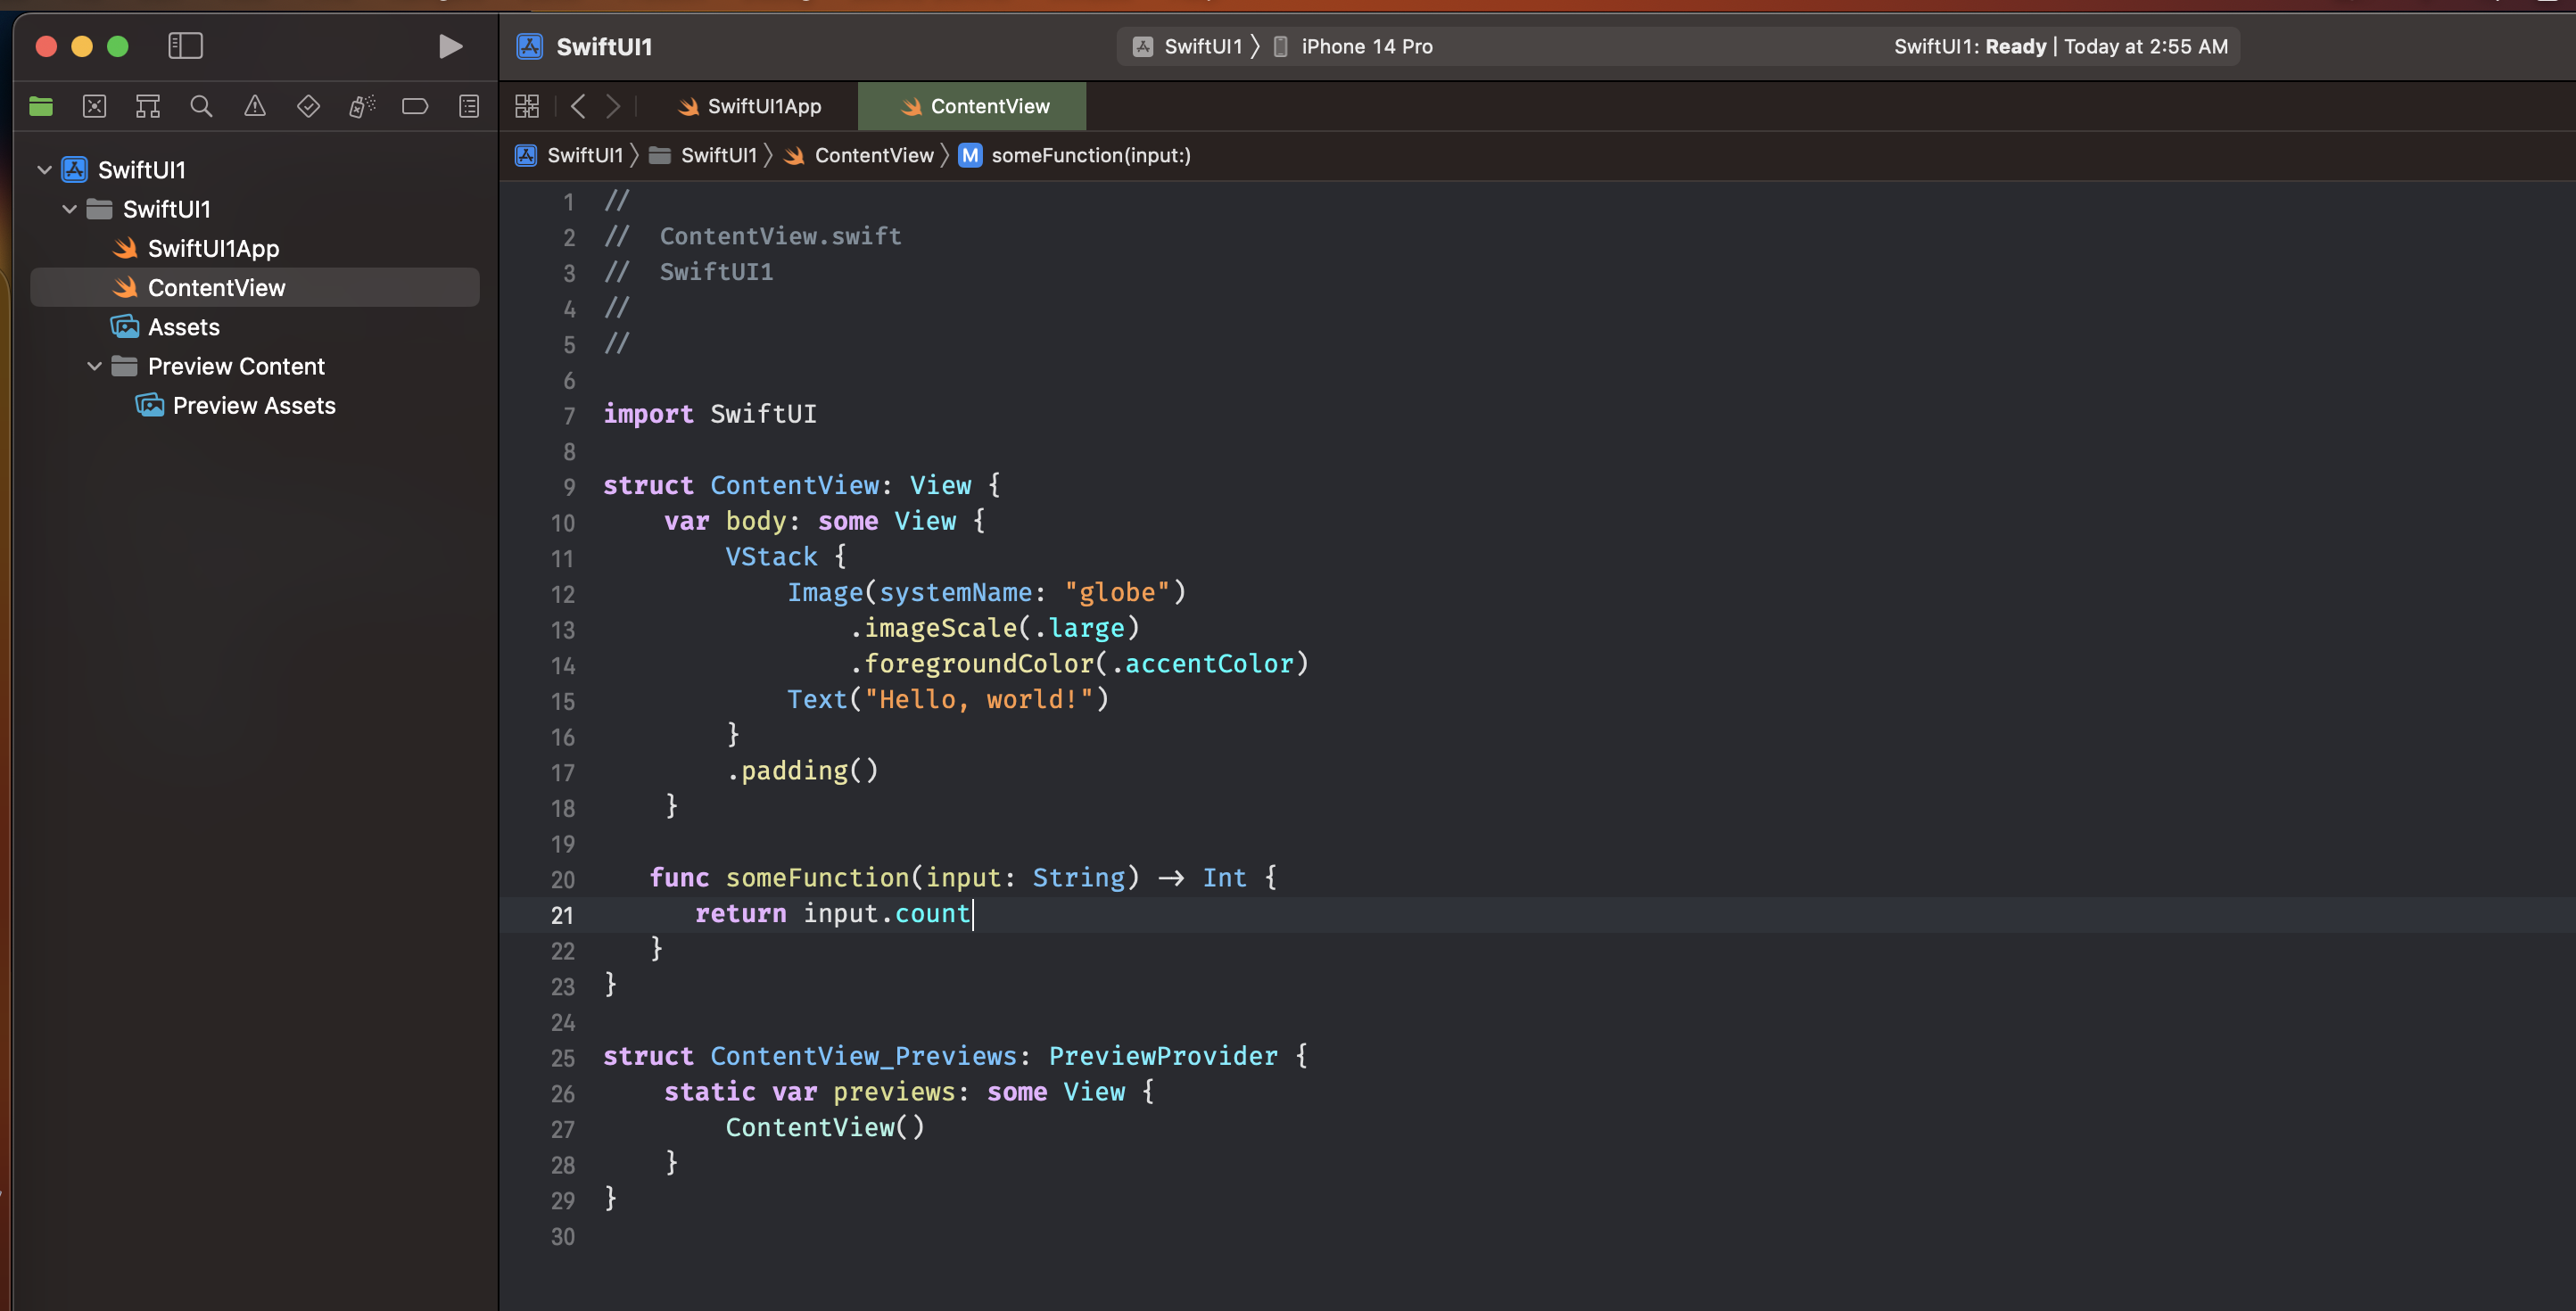 SwiftUI1
SwiftUI1 〉 iPhone 14 Pro
SwiftUI1: Ready | Today at 2:55 AM
SwiftUI1App
ContentView
SwiftUI1 〉 SwiftUI1 〉 ContentView 〉 M someFunction(input:)
SwiftUI1
SwiftUI1
SwiftUI1App
ContentView
Assets
Preview Content
Preview Assets
1 //
2 //  ContentView.swift
3 //  SwiftUI1
4 //
5 //
6
7 import SwiftUI
8
9 struct ContentView: View {
10     var body: some View {
11         VStack {
12             Image(systemName: "globe")
13                 .imageScale(.large)
14                 .foregroundColor(.accentColor)
15             Text("Hello, world!")
16         }
17         .padding()
18     }
19
20    func someFunction(input: String) -> Int {
21       return input.count
22    }
23 }
24
25 struct ContentView_Previews: PreviewProvider {
26     static var previews: some View {
27         ContentView()
28     }
29 }
30